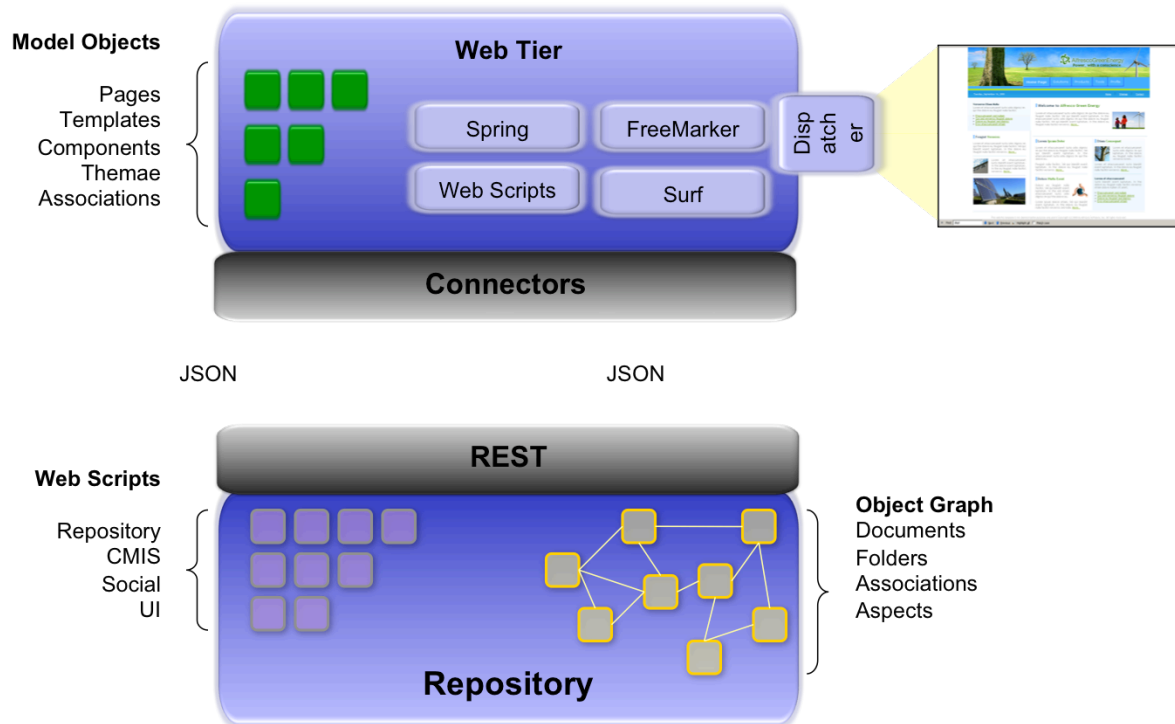 Model Objects
Pages
Templates
Components
Themae
Associations
Web Tier
Spring
FreeMarker
Web Scripts
Surf
Disp
atch
er
Connectors
JSON
JSON
REST
Web Scripts
Repository
CMIS
Social
UI
Object Graph
Documents
Folders
Associations
Aspects
Repository